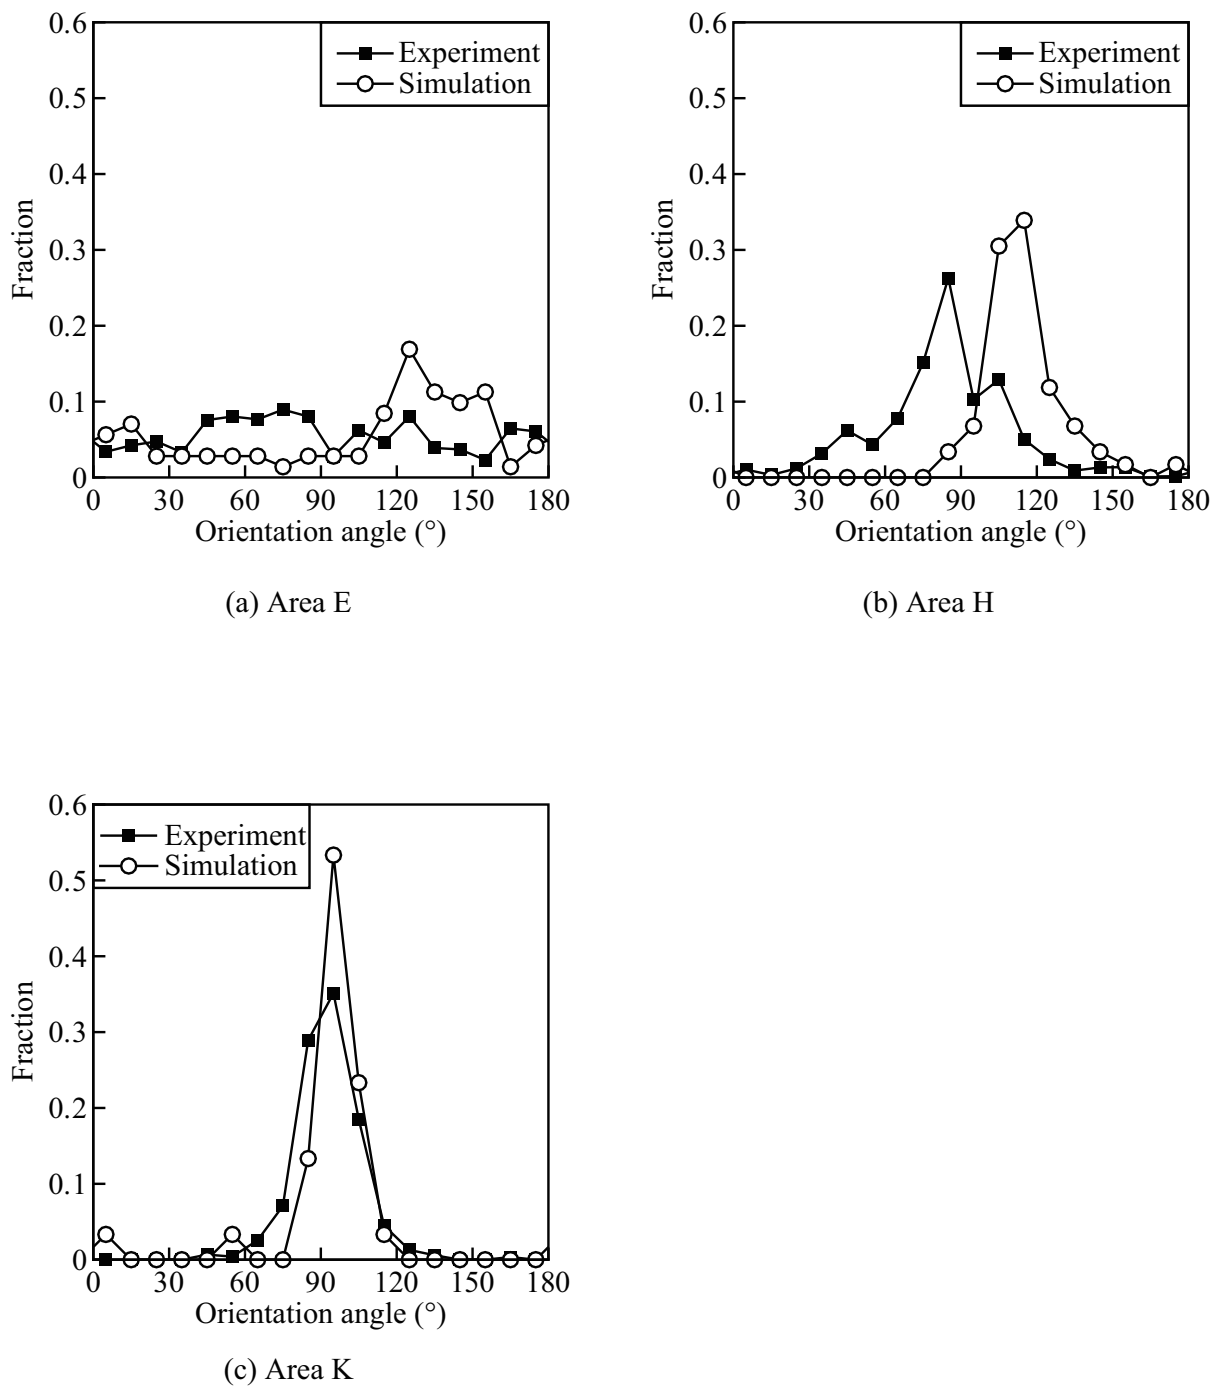 0.6
0.5
0.4
0.3
0.2
0.1
0
Fraction
Experiment
Simulation
0 30 60 90 120 150 180
Orientation angle (°)
(a) Area E
0.6
0.5
0.4
0.3
0.2
0.1
0
Fraction
Experiment
Simulation
0 30 60 90 120 150 180
Orientation angle (°)
(b) Area H
0.6
0.5
0.4
0.3
0.2
0.1
0
Fraction
Experiment
Simulation
0 30 60 90 120 150 180
Orientation angle (°)
(c) Area K